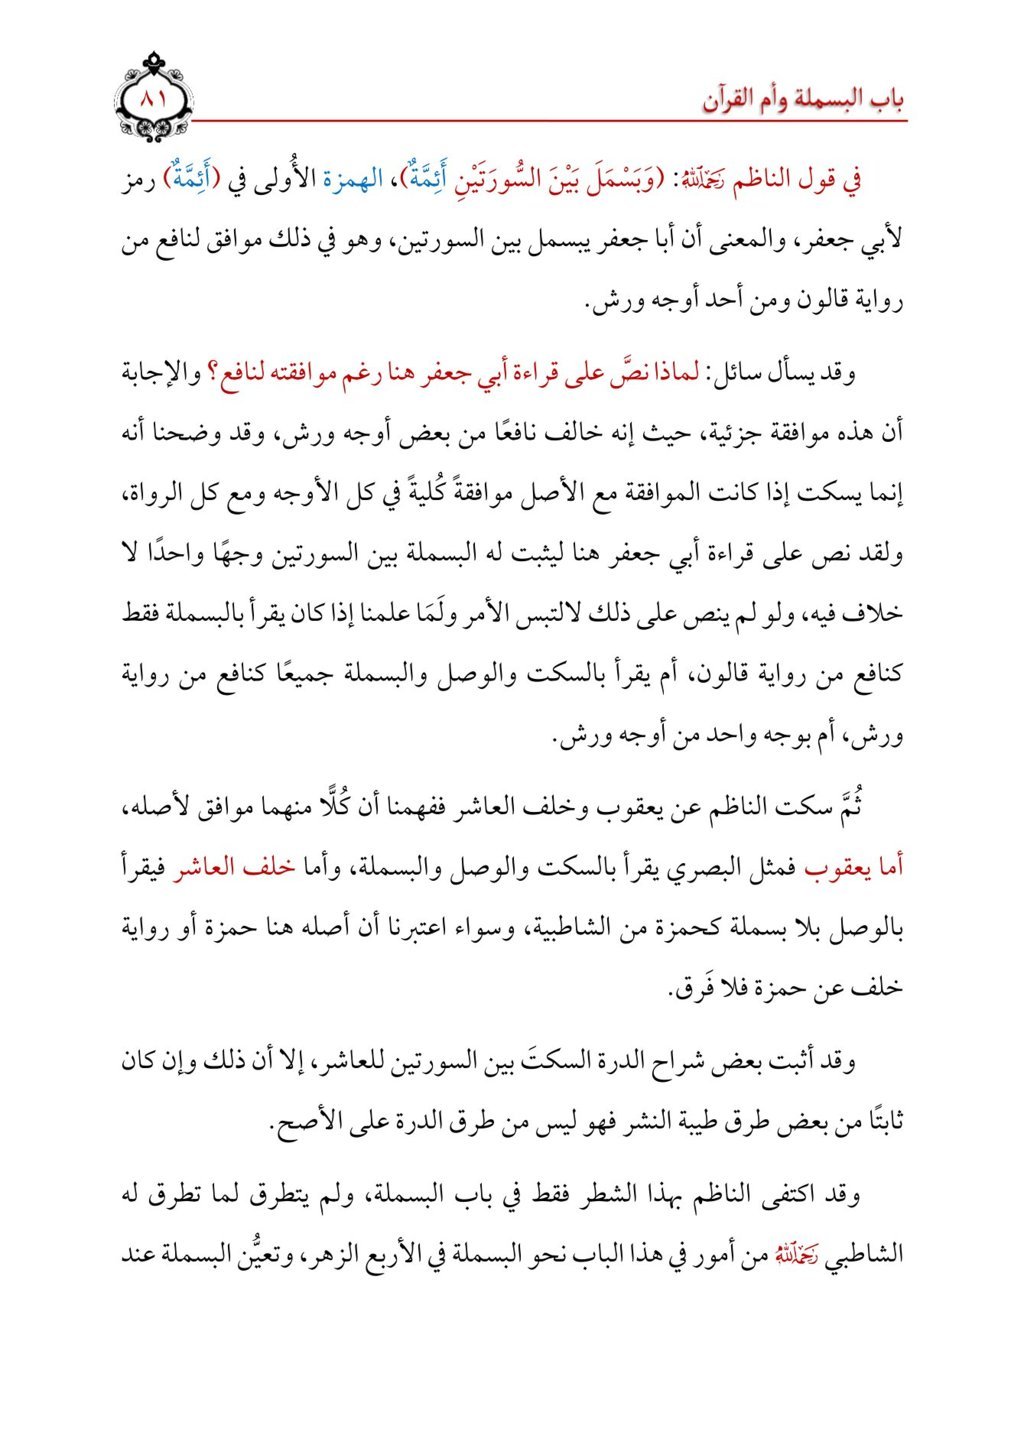 باب البسملة وأم القرآن
٨١
في قول الناظم رَحِمَهُ اللَّهُ: (وَبَسْمَلَ بَيْنَ السُّورَتَيْنِ أَئِمَّةٌ)، الهمزة الأُولى في (أَئِمَّةٌ) رمز
لأبي جعفر، والمعنى أن أبا جعفر يبسمل بين السورتين، وهو في ذلك موافق لنافع من
رواية قالون ومن أحد أوجه ورش.
وقد يسأل سائل: لماذا نصَّ على قراءة أبي جعفر هنا رغم موافقته لنافع؟ والإجابة
أن هذه موافقة جزئية، حيث إنه خالف نافعًا من بعض أوجه ورش، وقد وضحنا أنه
إنما يسكت إذا كانت الموافقة مع الأصل موافقةً كُليةً في كل الأوجه ومع كل الرواة،
ولقد نص على قراءة أبي جعفر هنا ليثبت له البسملة بين السورتين وجهًا واحدًا لا
خلاف فيه، ولو لم ينص على ذلك لالتبس الأمر ولَمَا علمنا إذا كان يقرأ بالبسملة فقط
كنافع من رواية قالون، أم يقرأ بالسكت والوصل والبسملة جميعًا كنافع من رواية
ورش، أم بوجه واحد من أوجه ورش.
ثُمَّ سكت الناظم عن يعقوب وخلف العاشر ففهمنا أن كُلًّا منهما موافق لأصله،
أما يعقوب فمثل البصري يقرأ بالسكت والوصل والبسملة، وأما خلف العاشر فيقرأ
بالوصل بلا بسملة كحمزة من الشاطبية، وسواء اعتبرنا أن أصله هنا حمزة أو رواية
خلف عن حمزة فلا فَرق.
وقد أثبت بعض شراح الدرة السكتَ بين السورتين للعاشر، إلا أن ذلك وإن كان
ثابتًا من بعض طرق طيبة النشر فهو ليس من طرق الدرة على الأصح.
وقد اكتفى الناظم بهذا الشطر فقط في باب البسملة، ولم يتطرق لما تطرق له
الشاطبي رَحِمَهُ اللَّهُ من أمور في هذا الباب نحو البسملة في الأربع الزهر، وتعيُّن البسملة عند